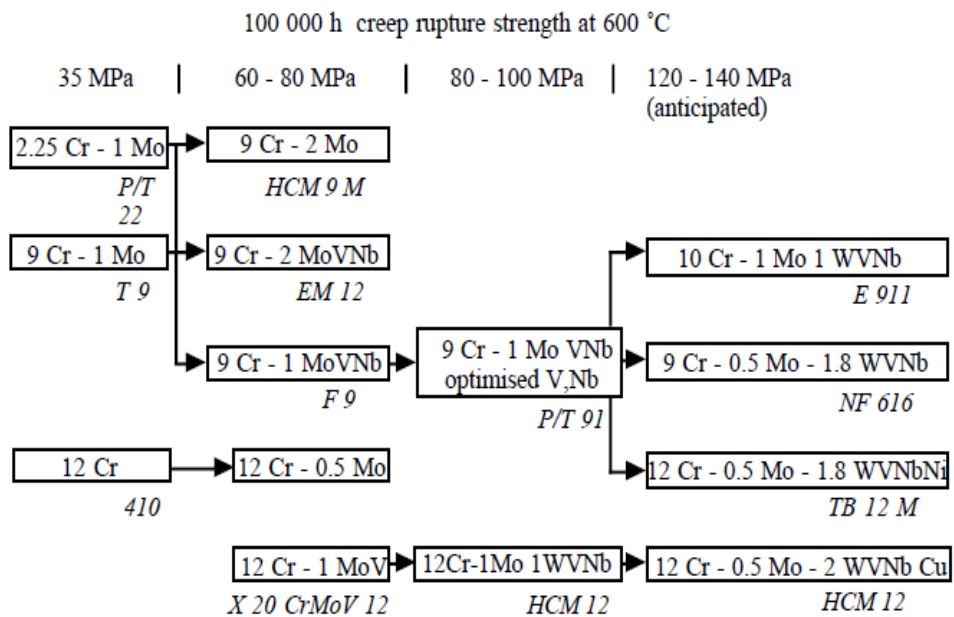 100 000 h creep rupture strength at 600 ˚C
35 MPa | 60 - 80 MPa | 80 - 100 MPa | 120 - 140 MPa
(anticipated)
2.25 Cr - 1 Mo
9 Cr - 2 Mo
P/T
22
HCM 9 M
9 Cr - 1 Mo
9 Cr - 2 MoVNb
10 Cr - 1 Mo 1 WVNb
T 9
EM 12
E 911
9 Cr - 1 MoVNb
9 Cr - 1 Mo VNb
optimised V,Nb
9 Cr - 0.5 Mo - 1.8 WVNb
F 9
P/T 91
NF 616
12 Cr
12 Cr - 0.5 Mo
12 Cr - 0.5 Mo - 1.8 WVNbNi
410
TB 12 M
12 Cr - 1 MoV
12Cr-1Mo 1WVNb
12 Cr - 0.5 Mo - 2 WVNb Cu
X 20 CrMoV 12
HCM 12
HCM 12